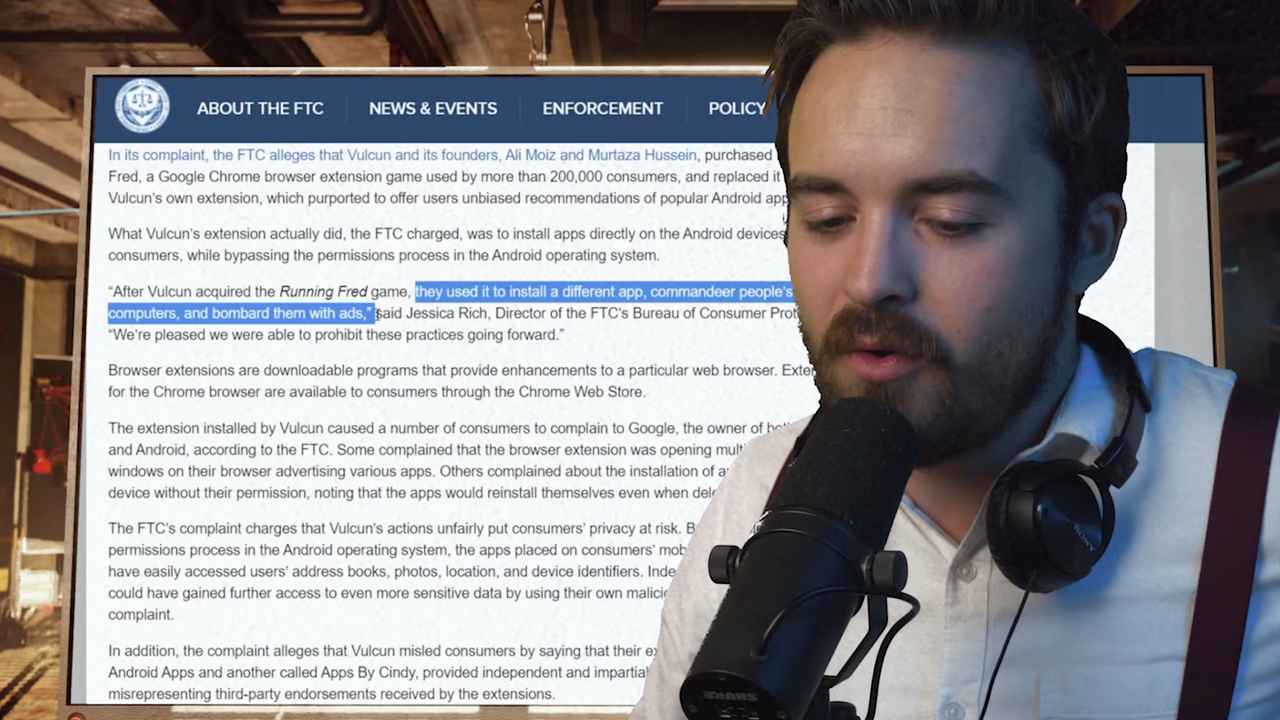 ABOUT THE FTC NEWS & EVENTS ENFORCEMENT POLICY
In its complaint, the FTC alleges that Vulcun and its founders, Ali Moiz and Murtaza Hussein, purchased
Fred, a Google Chrome browser extension game used by more than 200,000 consumers, and replaced it
Vulcun's own extension, which purported to offer users unbiased recommendations of popular Android
What Vulcun's extension actually did, the FTC charged, was to install apps directly on the Android devices
consumers, while bypassing the permissions process in the Android operating system.
“After Vulcun acquired the Running Fred game, they used it to install a different app, commandeer people's
computers, and bombard them with ads,” said Jessica Rich, Director of the FTC's Bureau of Consumer
“We're pleased we were able to prohibit these practices going forward.”
Browser extensions are downloadable programs that provide enhancements to a particular web browser.
for the Chrome browser are available to consumers through the Chrome Web Store.
The extension installed by Vulcun caused a number of consumers to complain to Google, the owner of
and Android, according to the FTC. Some complained that the browser extension was opening
windows on their browser advertising various apps. Others complained about the installation of
device without their permission, noting that the apps would reinstall themselves even when
The FTC's complaint charges that Vulcun's actions unfairly put consumers' privacy at risk.
permissions process in the Android operating system, the apps placed on consumers'
have easily accessed users' address books, photos, location, and device identifiers.
could have gained further access to even more sensitive data by using their own
complaint.
In addition, the complaint alleges that Vulcun misled consumers by saying that their
Android Apps and another called Apps By Cindy, provided independent and
misrepresenting third-party endorsements received by the extensions.
SONY
SHURE